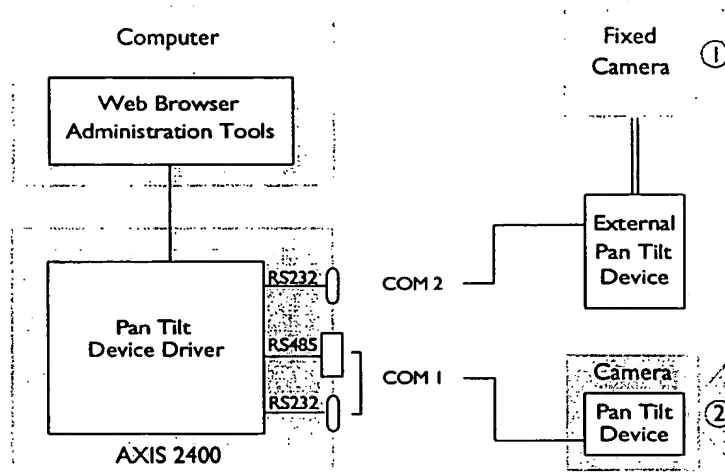 Computer
Web Browser
Administration Tools
Fixed
Camera
1
External
Pan Tilt
Device
RS232
COM 2
Pan Tilt
Device Driver
RS485
COM 1
RS232
Camera
Pan Tilt
Device
2
AXIS 2400